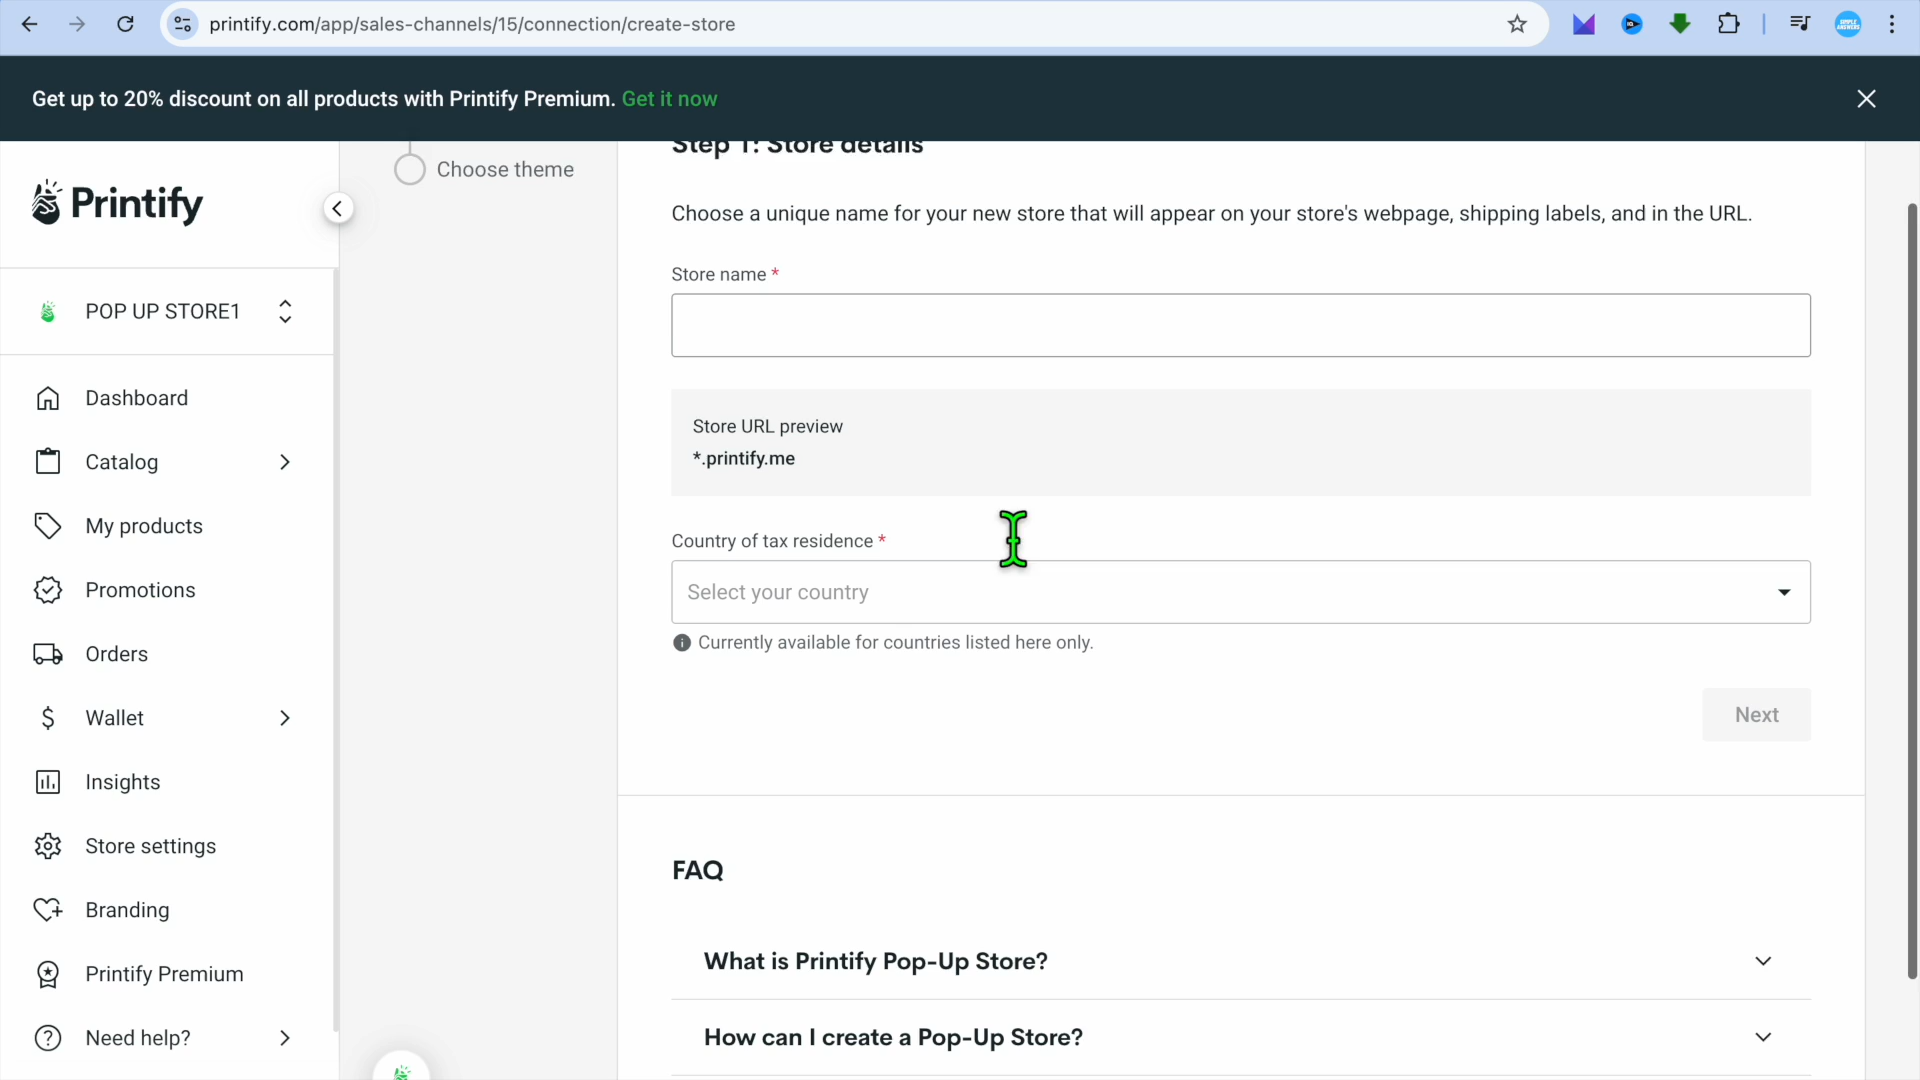 printify.com/app/sales-channels/15/connection/create-store
Get up to 20% discount on all products with Printify Premium. Get it now
Printify
POP UP STORE1
Dashboard
Catalog
My products
Promotions
Orders
Wallet
Insights
Store settings
Branding
Printify Premium
Need help?
Choose theme
Step 1: Store details
Choose a unique name for your new store that will appear on your store's webpage, shipping labels, and in the URL.
Store name *
Store URL preview
*.printify.me
Country of tax residence *
Select your country
Currently available for countries listed here only.
Next
FAQ
What is Printify Pop-Up Store?
How can I create a Pop-Up Store?